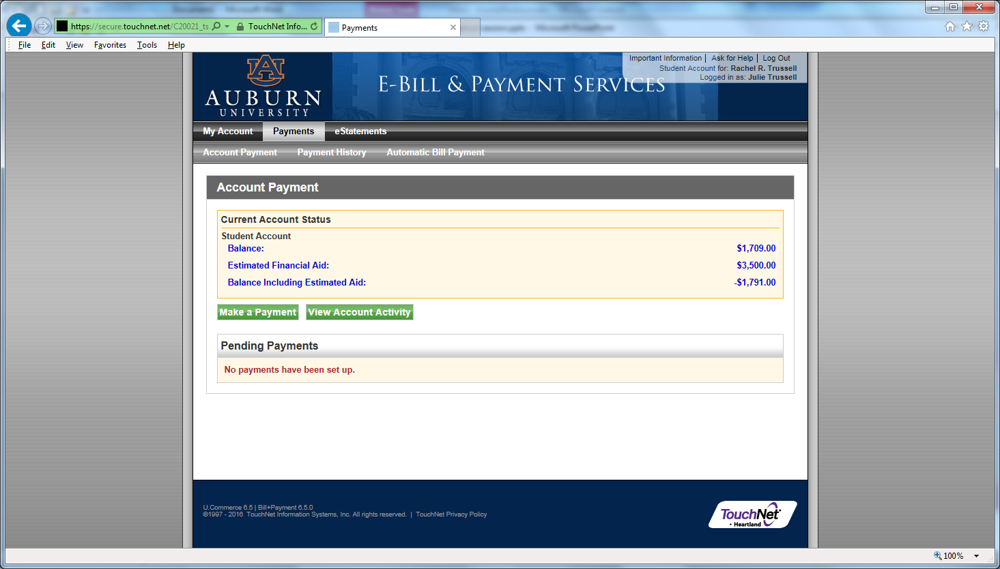 https://secure.touchnet.net/C20021_ts
TouchNet Info...
Payments
File Edit View Favorites Tools Help
AU
AUBURN
UNIVERSITY
E-Bill & Payment Services
Important Information | Ask for Help | Log Out
Student Account for: Rachel R. Trussell
Logged in as: Julie Trussell
My Account Payments eStatements
Account Payment Payment History Automatic Bill Payment
Account Payment
Current Account Status
Student Account
Balance: $1,709.00
Estimated Financial Aid: $3,500.00
Balance Including Estimated Aid: -$1,791.00
Make a Payment View Account Activity
Pending Payments
No payments have been set up.
U.Commerce 6.5 | Bill+Payment 6.5.0
©1997 - 2016 TouchNet Information Systems, Inc. All rights reserved. | TouchNet Privacy Policy
TouchNet
+ Heartland
100%